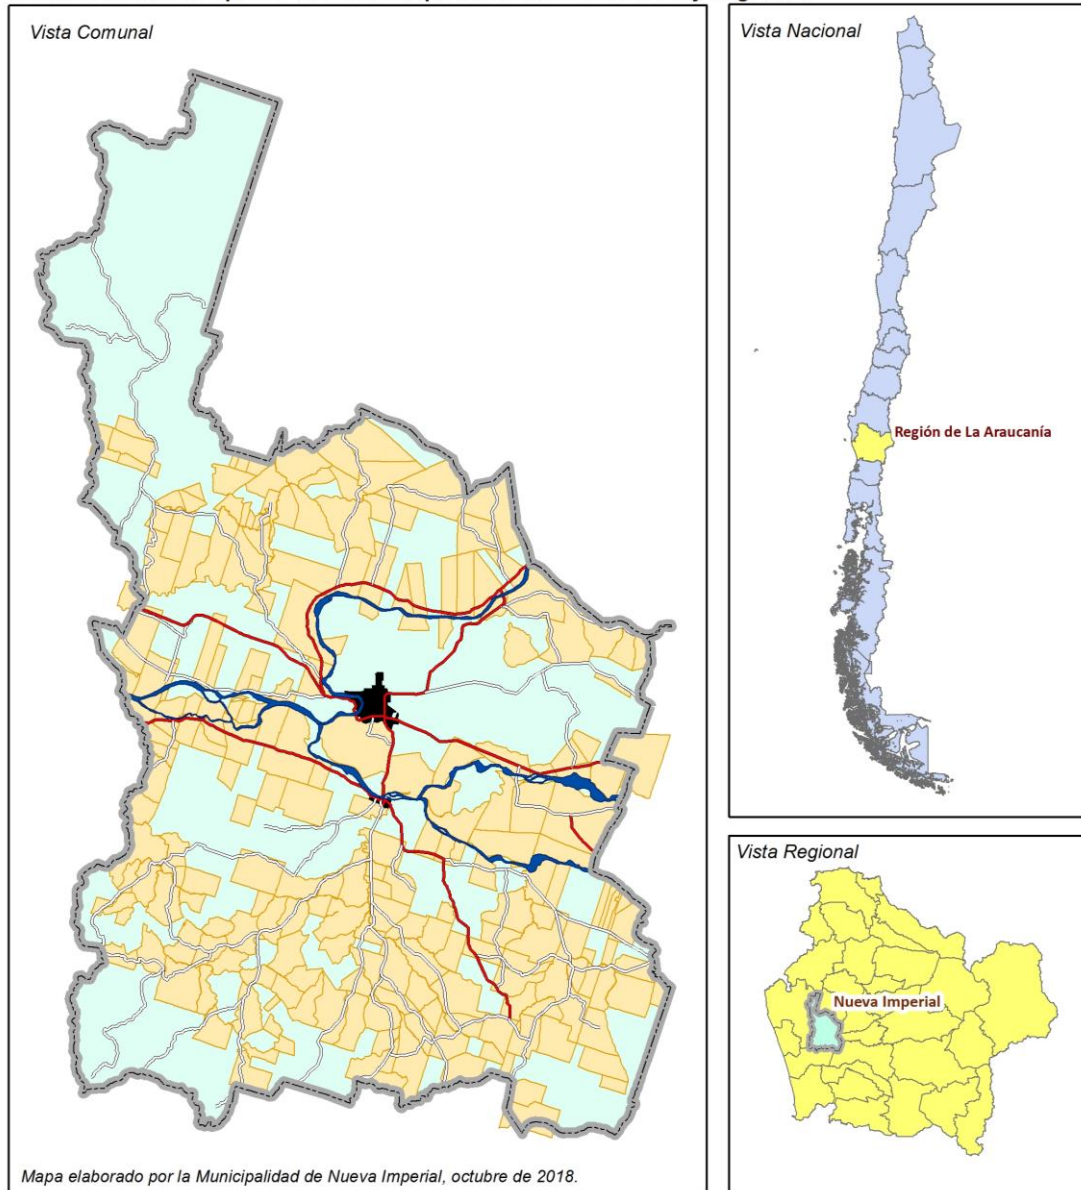 Vista Comunal
Vista Nacional
Región de La Araucanía
Vista Regional
Nueva Imperial
Mapa elaborado por la Municipalidad de Nueva Imperial, octubre de 2018.